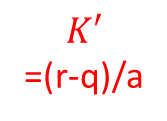 K′
=(r-q)/a